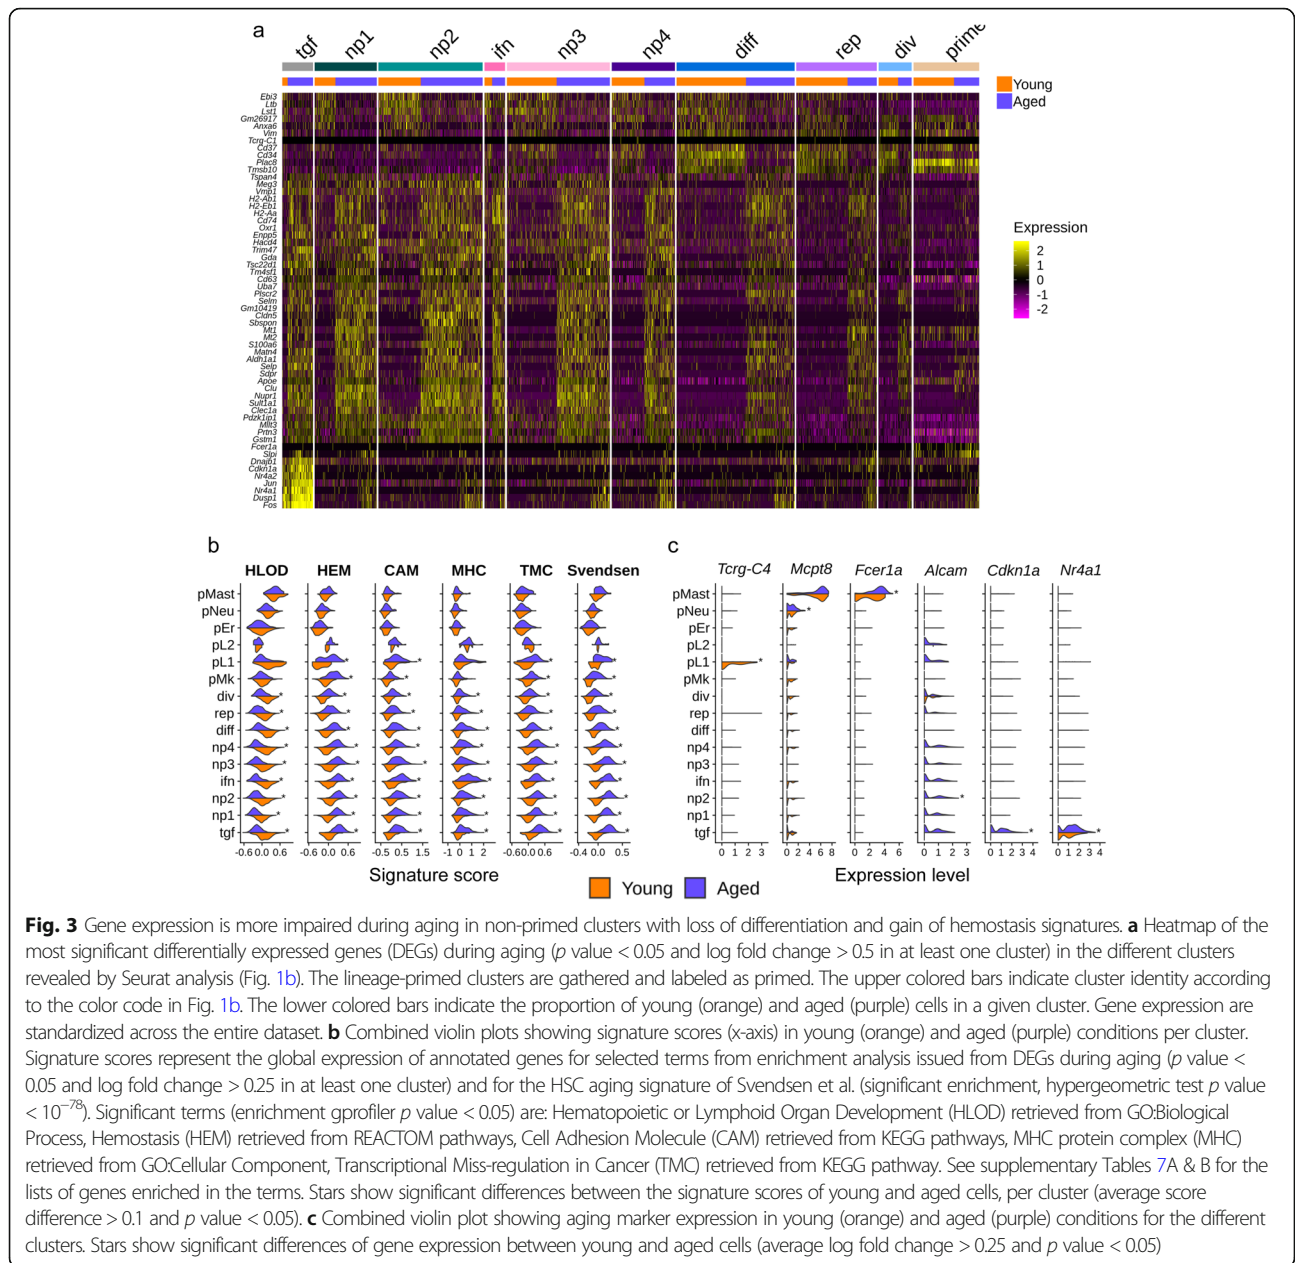 a
tgf np1 np2 ifn np3 np4 diff rep div prime
Young
Aged
Ebi3
Ltb
Lst1
Gm26917
Anxa6
Vim
Tcrg-C1
Cd37
Cd34
Plac8
Tmsb10
Tspan4
Meg3
Vmp1
H2-Ab1
H2-Eb1
H2-Aa
Cd74
Oxr1
Enpp5
Hacd4
Trim47
Gda
Tsc22d1
Tm4sf1
Cd63
Uba7
Plscr2
Selm
Gm10419
Cldn5
Sbspon
Mt1
Mt2
S100a6
Matn4
Aldh1a1
Selp
Sdpr
Apoe
Clu
Nupr1
Sult1a1
Clec1a
Pdzk1ip1
Mllt3
Prtn3
Gstm1
Fcer1a
Slpi
Dnajb1
Cdkn1a
Nr4a2
Jun
Nr4a1
Dusp1
Fos
Expression
2
1
0
-1
-2
b
HLOD HEM CAM MHC TMC Svendsen
pMast
pNeu
pEr
pL2
pL1 * * * *
pMk * * * * *
div * * * * * *
rep * * * * * *
diff * * * * * *
np4 * * * * * *
np3 * * * * * *
ifn * * * * * *
np2 * * * * * *
np1 * * * * * *
tgf * * * * * *
-0.6 0.0 0.6 -0.6 0.0 0.6 -0.5 0.5 1.5 -1 0 1 2 -0.60.0 0.6 -0.4 0.0 0.5
Signature score
c
Tcrg-C4 Mcpt8 Fcer1a Alcam Cdkn1a Nr4a1
pMast *
pNeu *
pEr
pL2
pL1 *
pMk
div
rep
diff
np4
np3
ifn
np2 *
np1
tgf * *
0 1 2 3 0 2 4 6 8 0 2 4 6 0 1 2 3 0 1 2 3 4 0 1 2 3 4
Expression level
Young Aged
Fig. 3 Gene expression is more impaired during aging in non-primed clusters with loss of differentiation and gain of hemostasis signatures. a Heatmap of the
most significant differentially expressed genes (DEGs) during aging (p value < 0.05 and log fold change > 0.5 in at least one cluster) in the different clusters
revealed by Seurat analysis (Fig. 1b). The lineage-primed clusters are gathered and labeled as primed. The upper colored bars indicate cluster identity according
to the color code in Fig. 1b. The lower colored bars indicate the proportion of young (orange) and aged (purple) cells in a given cluster. Gene expression are
standardized across the entire dataset. b Combined violin plots showing signature scores (x-axis) in young (orange) and aged (purple) conditions per cluster.
Signature scores represent the global expression of annotated genes for selected terms from enrichment analysis issued from DEGs during aging (p value <
0.05 and log fold change > 0.25 in at least one cluster) and for the HSC aging signature of Svendsen et al. (significant enrichment, hypergeometric test p value
< 10⁻⁷⁸). Significant terms (enrichment gprofiler p value < 0.05) are: Hematopoietic or Lymphoid Organ Development (HLOD) retrieved from GO:Biological
Process, Hemostasis (HEM) retrieved from REACTOM pathways, Cell Adhesion Molecule (CAM) retrieved from KEGG pathways, MHC protein complex (MHC)
retrieved from GO:Cellular Component, Transcriptional Miss-regulation in Cancer (TMC) retrieved from KEGG pathway. See supplementary Tables 7A & B for the
lists of genes enriched in the terms. Stars show significant differences between the signature scores of young and aged cells, per cluster (average score
difference > 0.1 and p value < 0.05). c Combined violin plot showing aging marker expression in young (orange) and aged (purple) conditions for the different
clusters. Stars show significant differences of gene expression between young and aged cells (average log fold change > 0.25 and p value < 0.05)